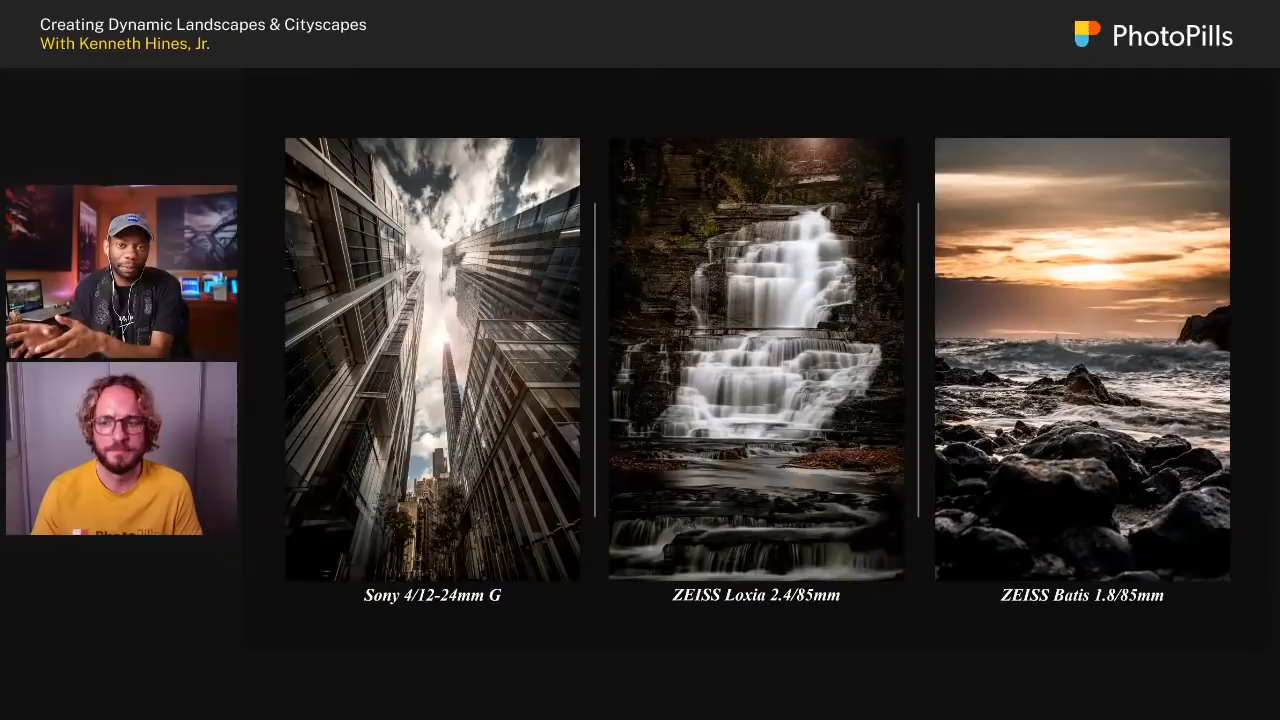 Creating Dynamic Landscapes & Cityscapes
With Kenneth Hines, Jr.
PhotoPills
Sony 4/12-24mm G
ZEISS Loxia 2.4/85mm
ZEISS Batis 1.8/85mm